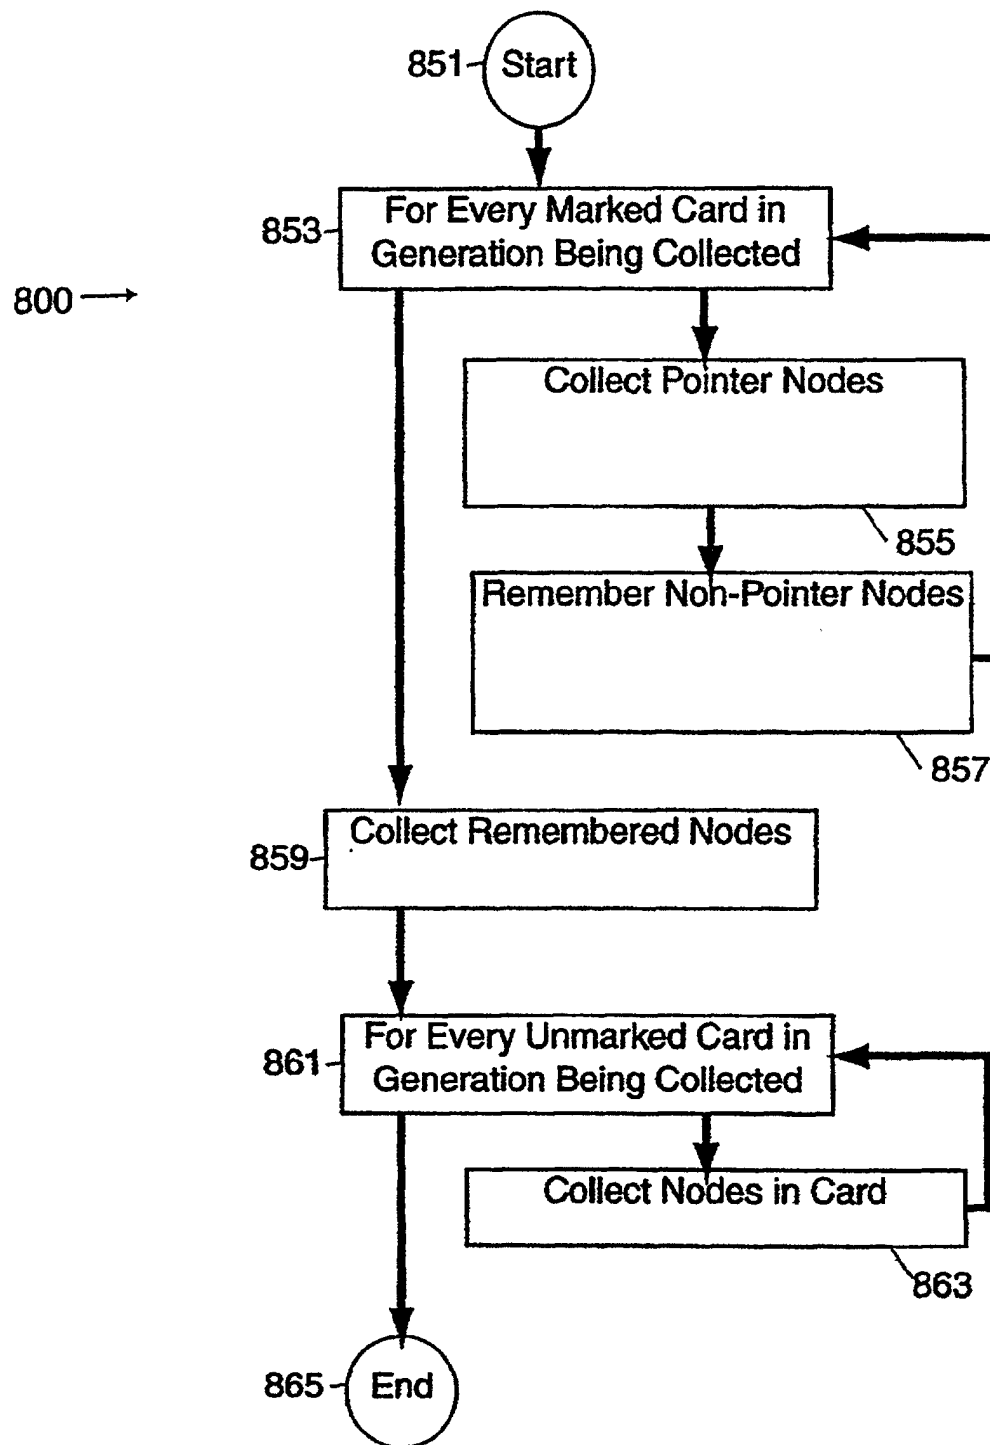 851
Start
For Every Marked Card in
Generation Being Collected
853
800
Collect Pointer Nodes
855
Remember Non-Pointer Nodes
857
Collect Remembered Nodes
859
For Every Unmarked Card in
Generation Being Collected
861
Collect Nodes in Card
863
865
End